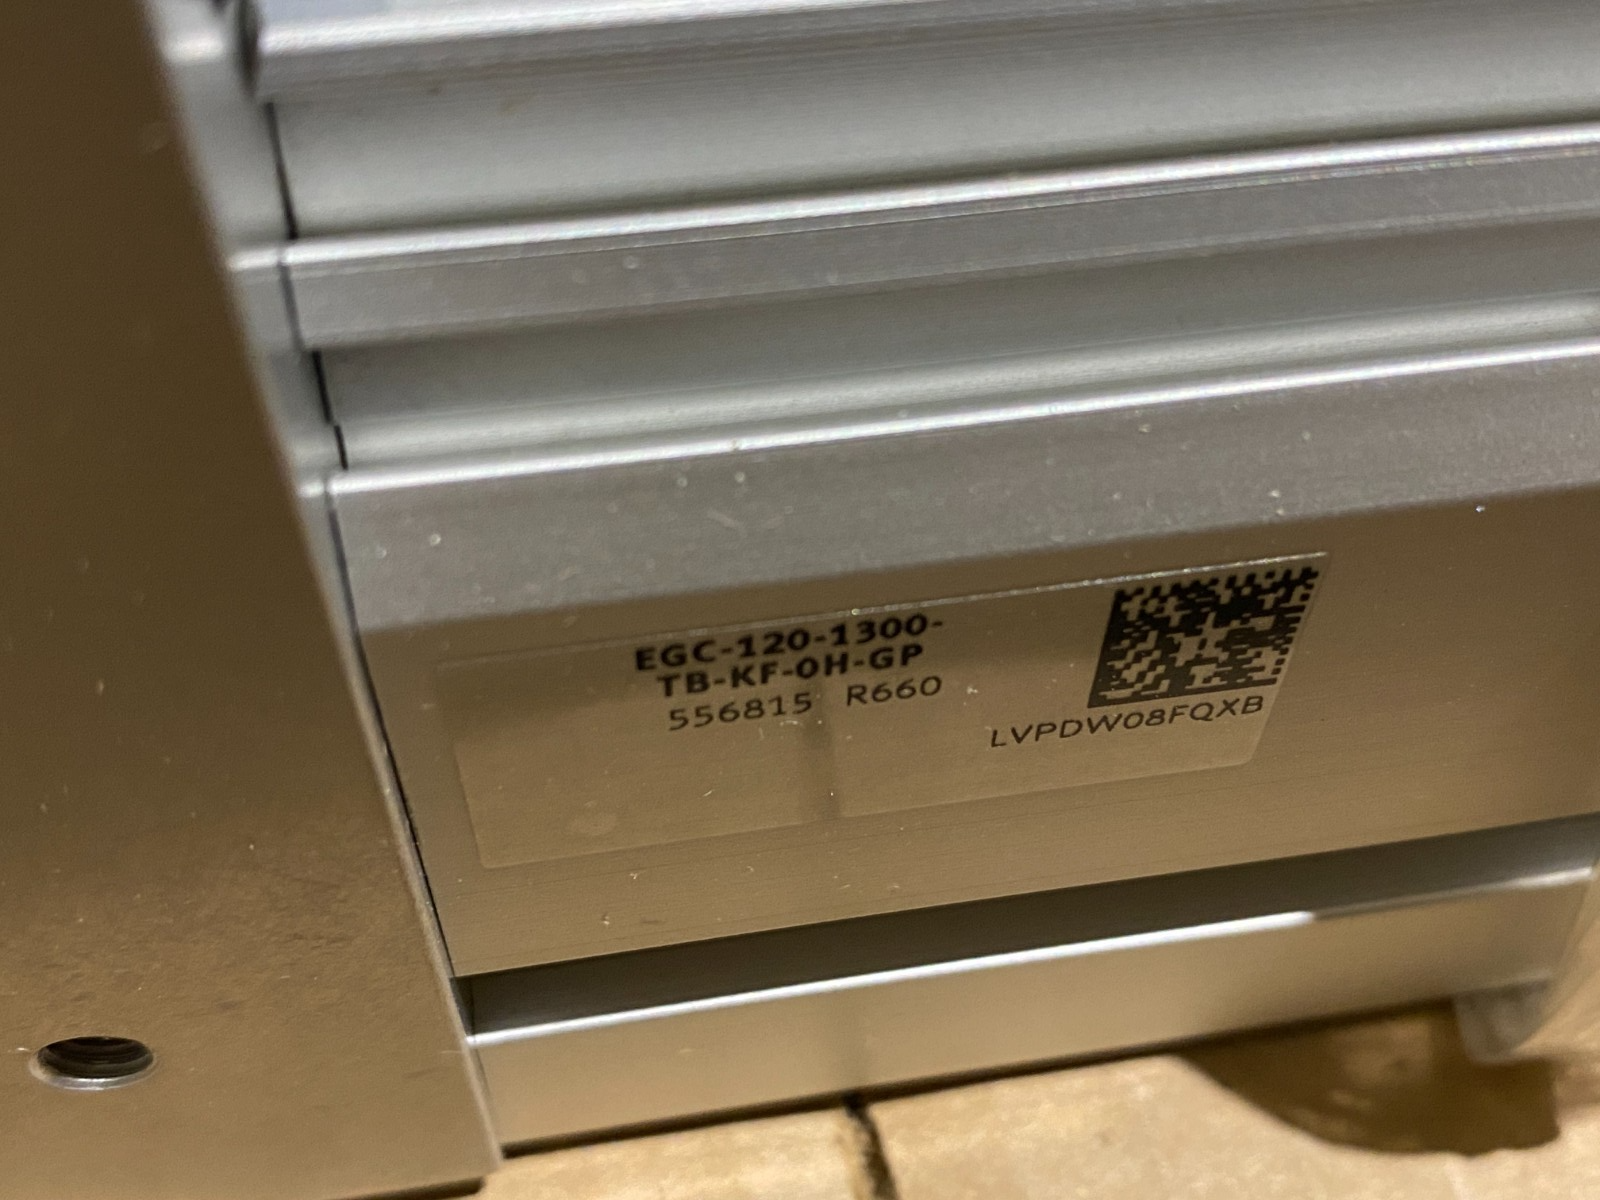 EGC-120-1300-
TB-KF-0H-GP
556815 R660
LVPDW08FQXB